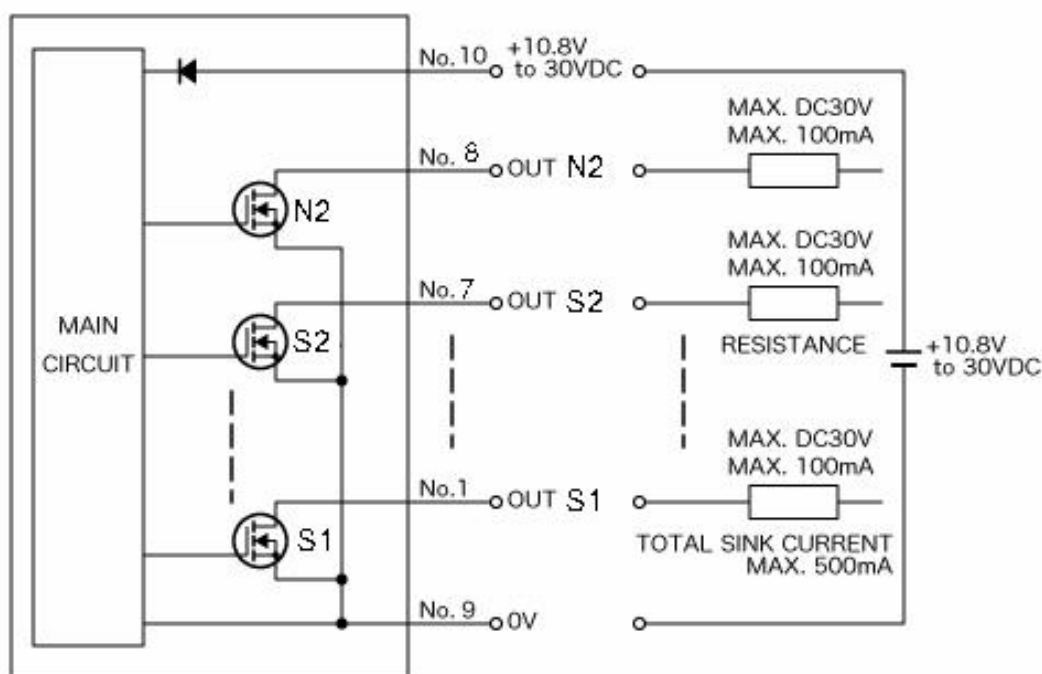 No. 10 +10.8V
to 30VDC
MAX. DC30V
MAX. 100mA
No. 8 OUT N2
N2
MAX. DC30V
MAX. 100mA
No.7 OUT S2
S2
RESISTANCE
MAIN
CIRCUIT
+10.8V
to 30VDC
MAX. DC30V
MAX. 100mA
No.1 OUT S1
S1
TOTAL SINK CURRENT
MAX. 500mA
No. 9 0V